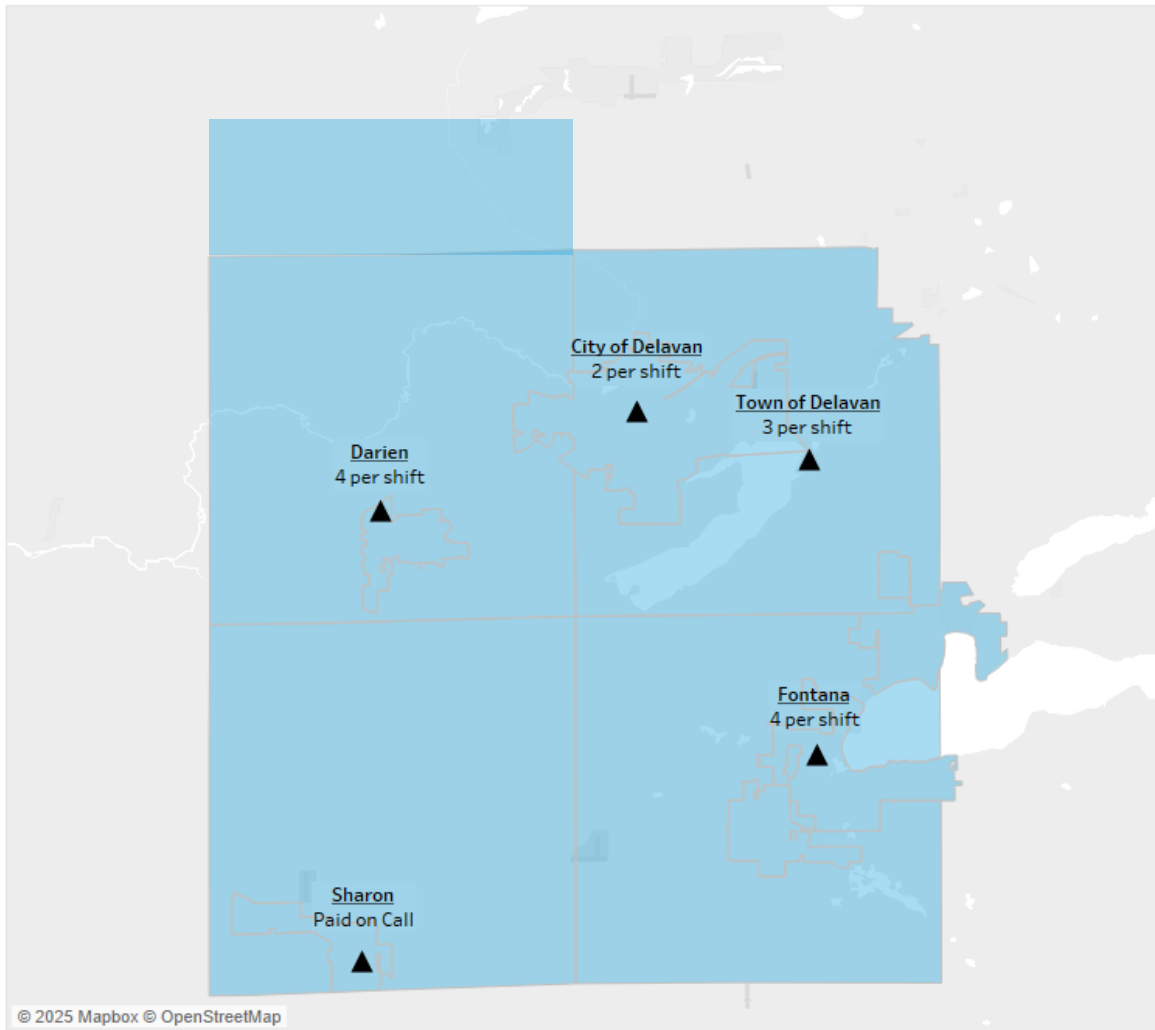 City of Delavan
2 per shift
Town of Delavan
3 per shift
Darien
4 per shift
Fontana
4 per shift
Sharon
Paid on Call
© 2025 Mapbox © OpenStreetMap